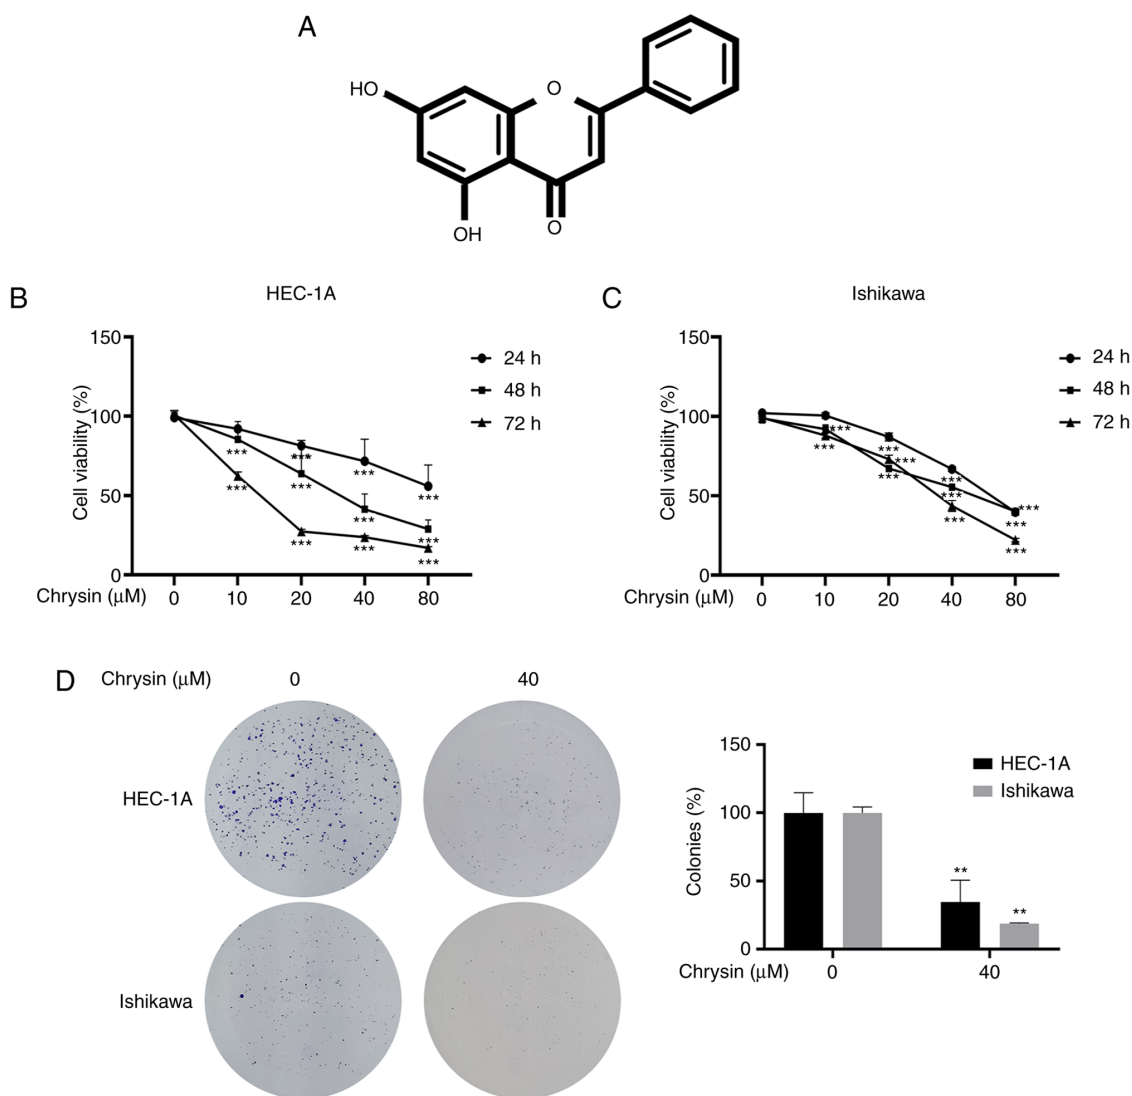 A
HO
O
OH
O
B
HEC-1A
150
100
50
0
Cell viability (%)
24 h
48 h
72 h
***
***
***
***
***
***
***
***
***
***
***
***
Chrysin (μM)
0 10 20 40 80
C
Ishikawa
150
100
50
0
Cell viability (%)
24 h
48 h
72 h
***
***
***
***
***
***
***
***
***
***
***
Chrysin (μM)
0 10 20 40 80
D
Chrysin (μM) 0 40
HEC-1A
Ishikawa
150
100
50
0
Colonies (%)
HEC-1A
Ishikawa
**
**
Chrysin (μM)
0 40